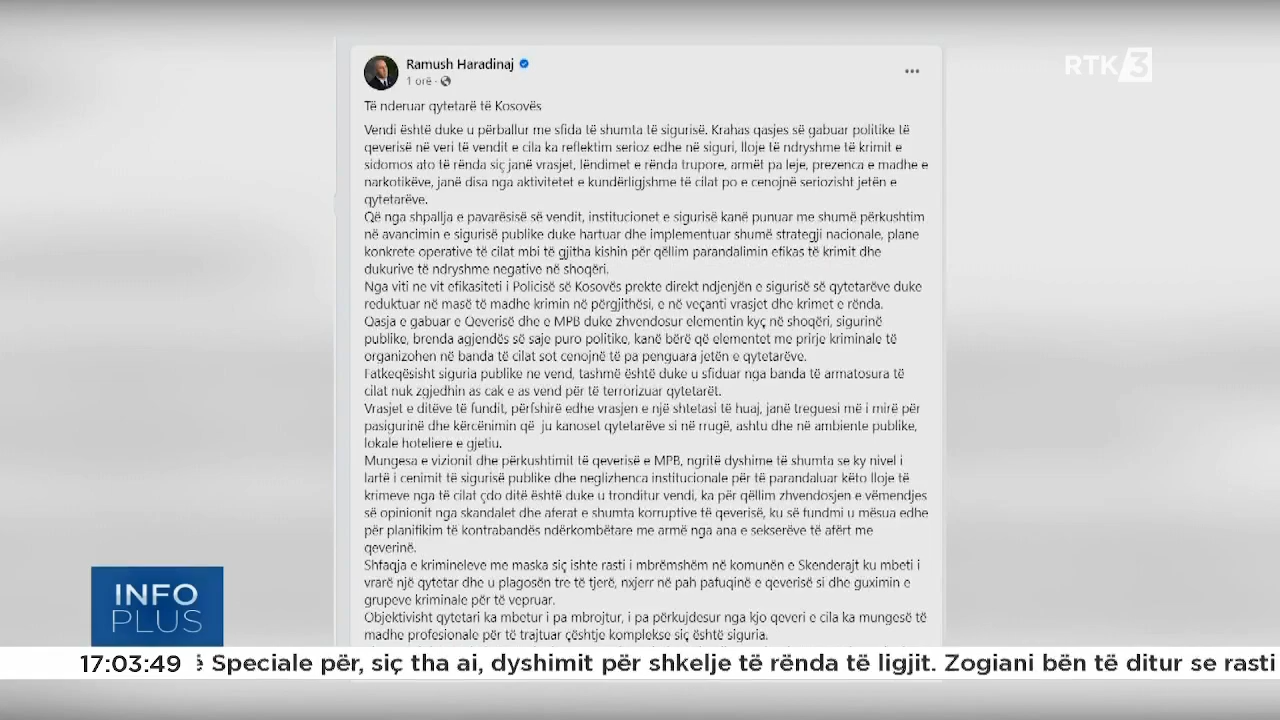 Ramush Haradinaj
1 orë ·
RTK 3
Të nderuar qytetarë të Kosovës
Vendi është duke u përballur me sfida të shumta të sigurisë. Krahas qasjes së gabuar politike të
qeverisë në veri të vendit e cila ka reflektim serioz edhe në siguri, lloje të ndryshme të krimit e
sidomos ato të rënda siç janë vrasjet, lëndimet e rënda trupore, armët pa leje, prezenca e madhe e
narkotikëve, janë disa nga aktivitetet e kundërligjshme të cilat po e cenojnë seriozisht jetën e
qytetarëve.
Që nga shpallja e pavarësisë së vendit, institucionet e sigurisë kanë punuar me shumë përkushtim
në avancimin e sigurisë publike duke hartuar dhe implementuar shumë strategji nacionale, plane
konkrete operative të cilat mbi të gjitha kishin për qëllim parandalimin efikas të krimit dhe
dukurive të ndryshme negative në shoqëri.
Nga viti ne vit efikasiteti i Policisë së Kosovës prekte direkt ndjenjën e sigurisë së qytetarëve duke
reduktuar në masë të madhe krimin në përgjithësi, e në veçanti vrasjet dhe krimet e rënda.
Qasja e gabuar e Qeverisë dhe e MPB duke zhvendosur elementin kyç në shoqëri, sigurinë
publike, brenda agjendës së saje puro politike, kanë bërë që elementet me prirje kriminale të
organizohen në banda të cilat sot cenojnë të pa penguara jetën e qytetarëve.
Fatkeqësisht siguria publike ne vend, tashmë është duke u sfiduar nga banda të armatosura të
cilat nuk zgjedhin as cak e as vend për të terrorizuar qytetarët.
Vrasjet e ditëve të fundit, përfshirë edhe vrasjen e një shtetasi të huaj, janë treguesi më i mirë për
pasigurinë dhe kërcënimin që ju kanoset qytetarëve si në rrugë, ashtu dhe në ambiente publike,
lokale hoteliere e gjetiu.
Mungesa e vizionit dhe përkushtimit të qeverisë e MPB, ngritë dyshime të shumta se ky nivel i
lartë i cenimit të sigurisë publike dhe neglizhenca institucionale për të parandaluar këto lloje të
krimeve nga të cilat çdo ditë është duke u tronditur vendi, ka për qëllim zhvendosjen e vëmendjes
së opinionit nga skandalet dhe aferat e shumta korruptive të qeverisë, ku së fundmi u mësua edhe
për planifikim të kontrabandës ndërkombëtare me armë nga ana e sekserëve të afërt me
qeverinë.
Shfaqja e krimineleve me maska siç ishte rasti i mbrëmshëm në komunën e Skenderajt ku mbeti i
vrarë një qytetar dhe u plagosën tre të tjerë, nxjerr në pah pafuqinë e qeverisë si dhe guximin e
grupeve kriminale për të vepruar.
Objektivisht qytetari ka mbetur i pa mbrojtur, i pa përkujdesur nga kjo qeveri e cila ka mungesë të
madhe profesionale për të trajtuar çështje komplekse siç është siguria.
INFO
PLUS
17:03:49 ë Speciale për, siç tha ai, dyshimit për shkelje të rënda të ligjit. Zogiani bën të ditur se rasti